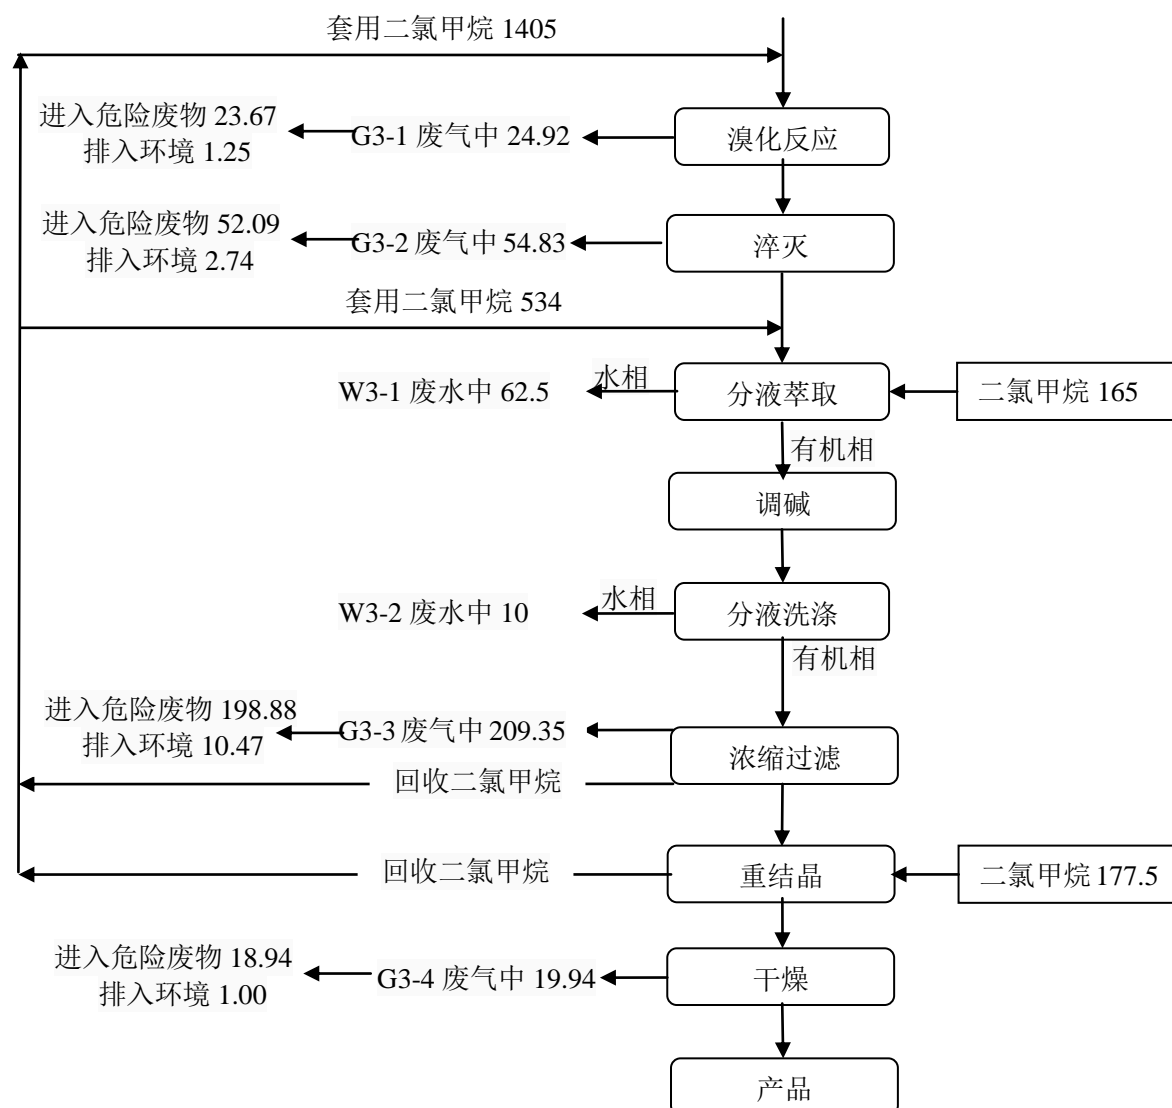 套用二氯甲烷 1405
进入危险废物 23.67
排入环境 1.25
G3-1 废气中 24.92
溴化反应
进入危险废物 52.09
排入环境 2.74
G3-2 废气中 54.83
淬灭
套用二氯甲烷 534
W3-1 废水中 62.5
水相
分液萃取
二氯甲烷 165
有机相
调碱
W3-2 废水中 10
水相
分液洗涤
有机相
进入危险废物 198.88
排入环境 10.47
G3-3 废气中 209.35
浓缩过滤
回收二氯甲烷
回收二氯甲烷
重结晶
二氯甲烷 177.5
进入危险废物 18.94
排入环境 1.00
G3-4 废气中 19.94
干燥
产品